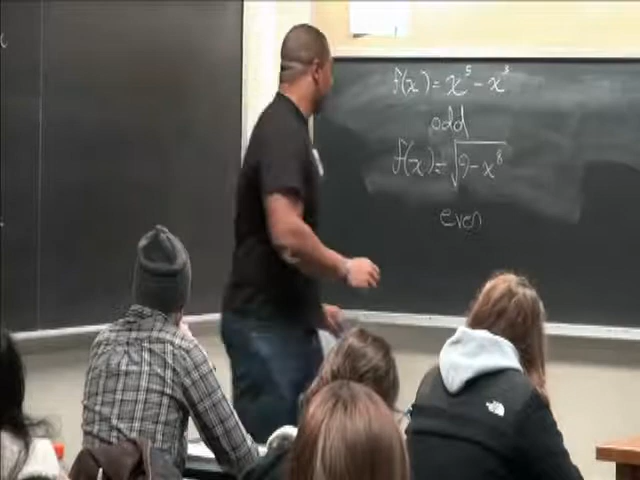 f(x) = x⁵ - x³
odd
f(x) = √9 - x⁸
even